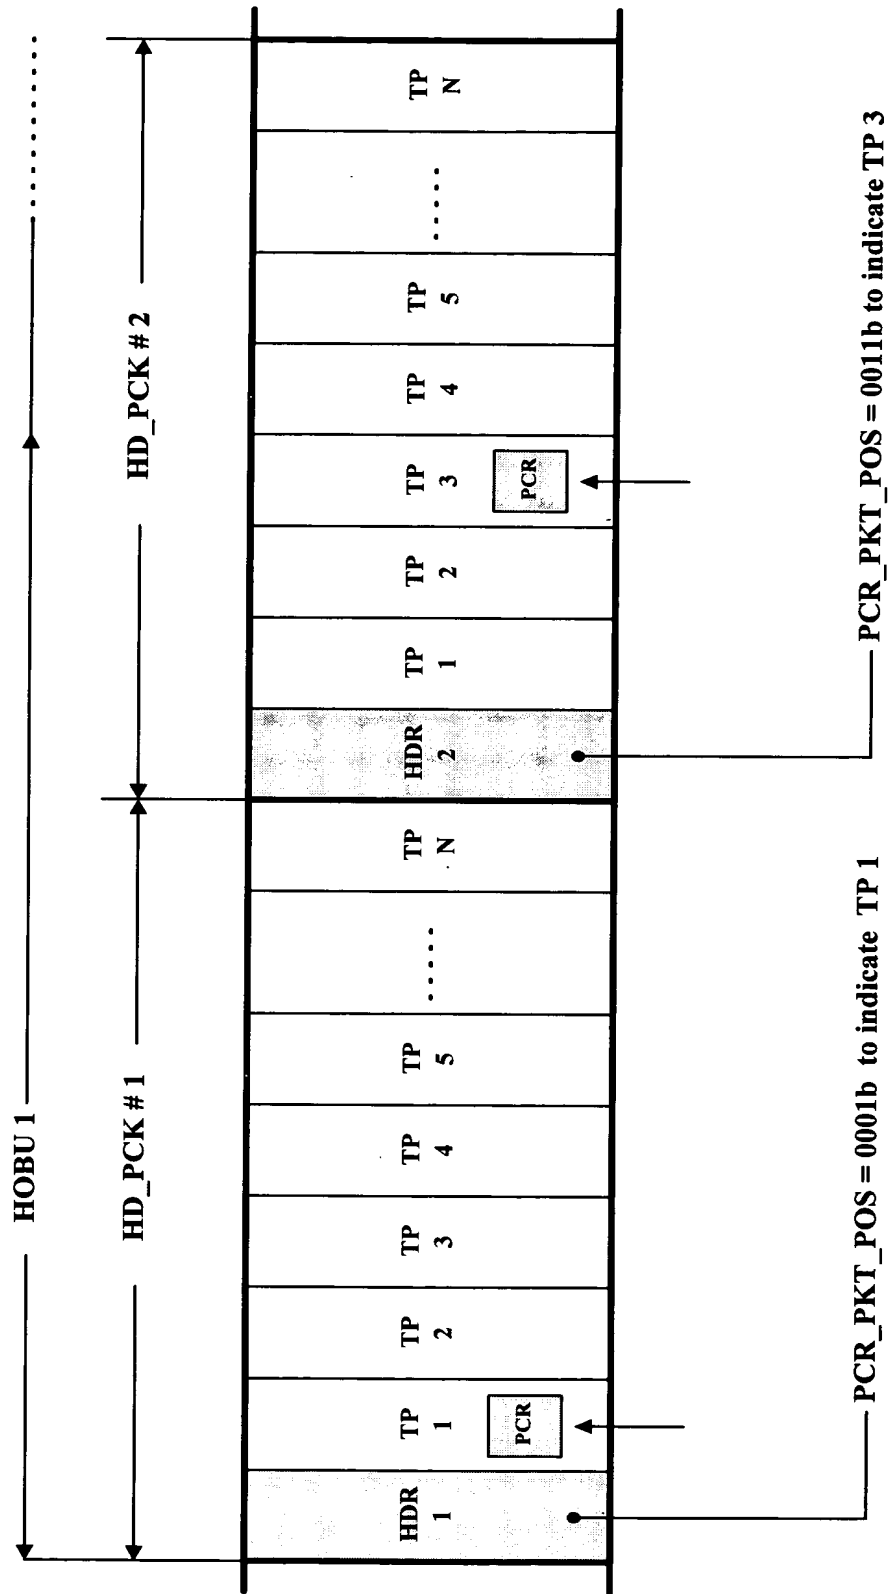 HOBU 1
HD_PCK # 1
HD_PCK # 2
HDR
1
TP
1
PCR
TP
2
TP
3
TP
4
TP
5
.....
TP
N
HDR
2
TP
1
TP
2
TP
3
PCR
TP
4
TP
5
.....
TP
N
PCR_PKT_POS = 0001b to indicate TP 1
PCR_PKT_POS = 0011b to indicate TP 3